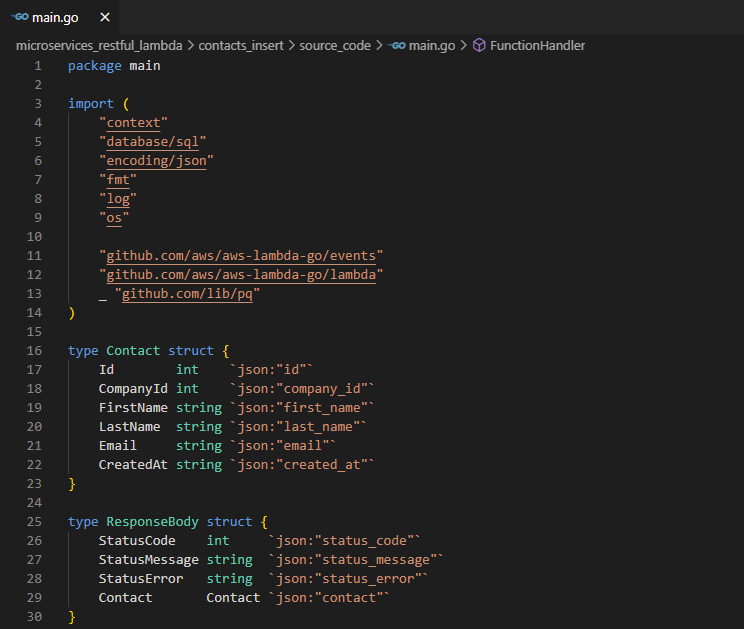 GO main.go ×
microservices_restful_lambda > contacts_insert > source_code > GO main.go > FunctionHandler
1 package main
2
3 import (
4     "context"
5     "database/sql"
6     "encoding/json"
7     "fmt"
8     "log"
9     "os"
10
11     "github.com/aws/aws-lambda-go/events"
12     "github.com/aws/aws-lambda-go/lambda"
13     _ "github.com/lib/pq"
14 )
15
16 type Contact struct {
17     Id        int    `json:"id"`
18     CompanyId int    `json:"company_id"`
19     FirstName string `json:"first_name"`
20     LastName  string `json:"last_name"`
21     Email     string `json:"email"`
22     CreatedAt string `json:"created_at"`
23 }
24
25 type ResponseBody struct {
26     StatusCode    int     `json:"status_code"`
27     StatusMessage string  `json:"status_message"`
28     StatusError   string  `json:"status_error"`
29     Contact       Contact `json:"contact"`
30 }